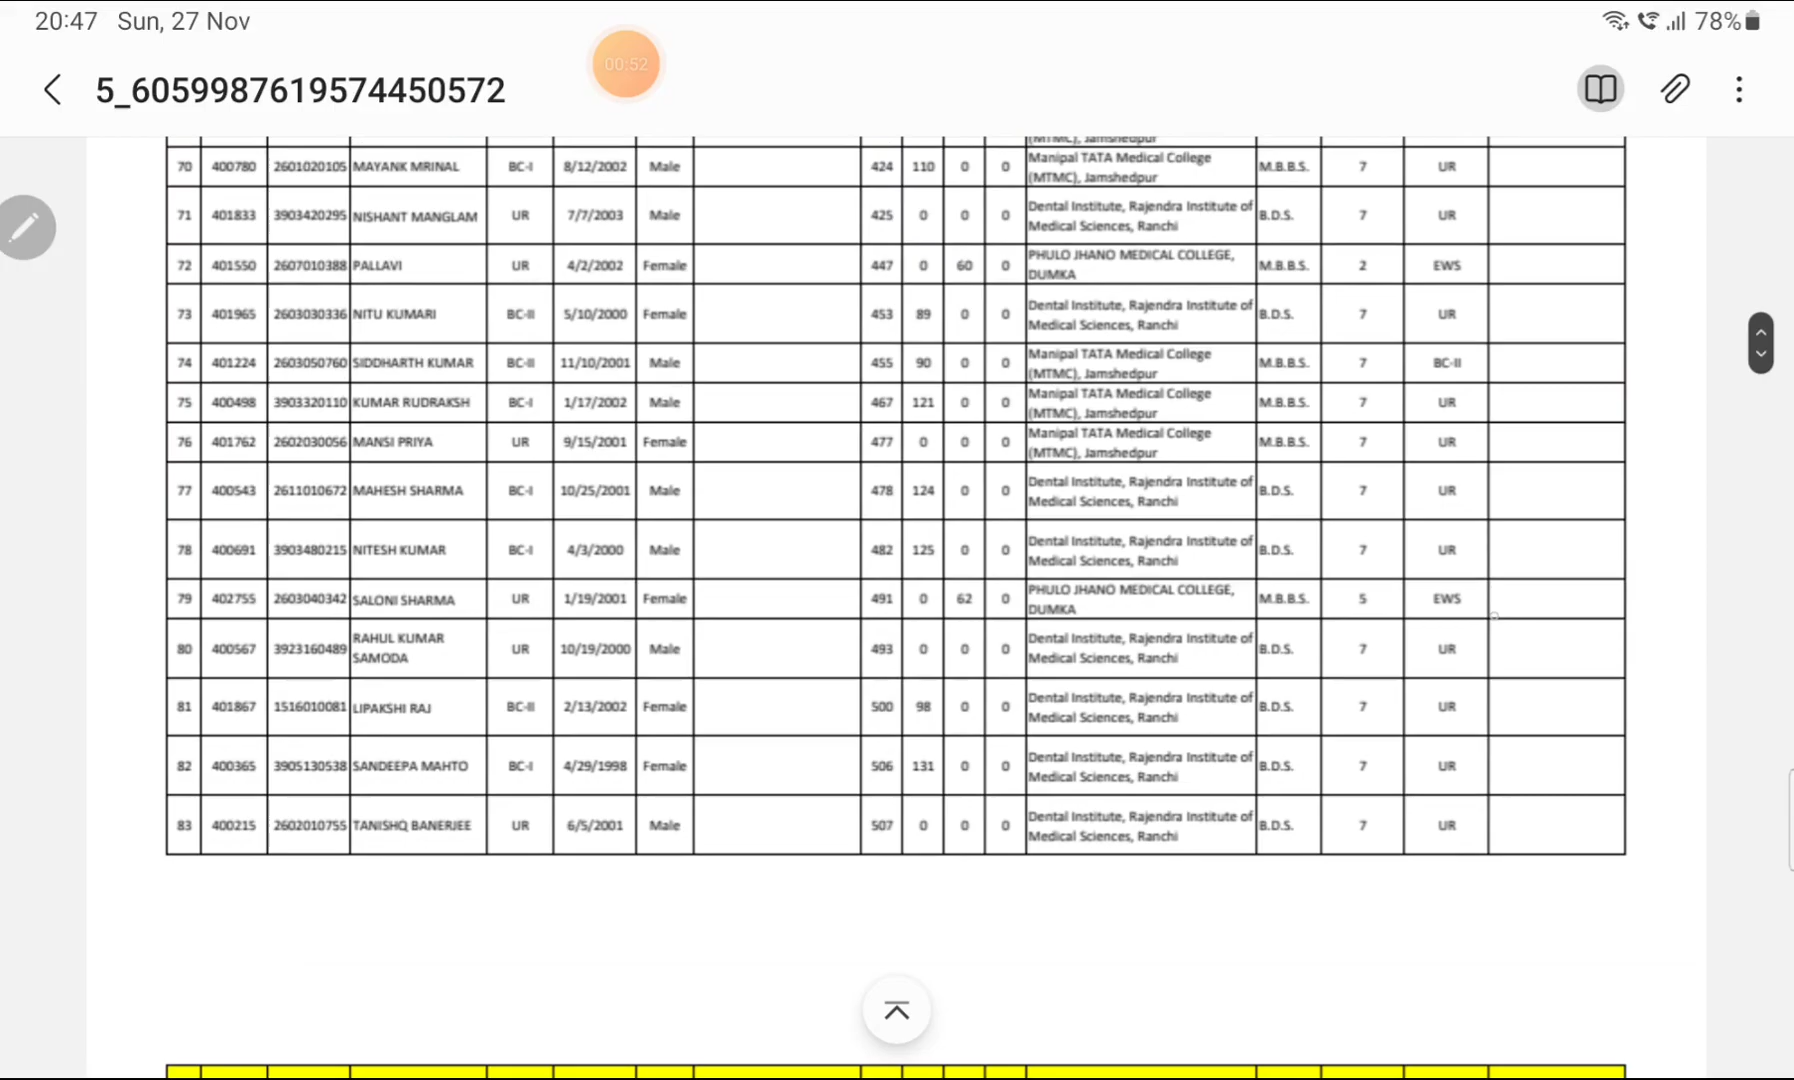 20:47 Sun, 27 Nov 78%
00:52
5_6059987619574450572
(MTMC), Jamshedpur
70 400780 2601020105 MAYANK MRINAL BC-I 8/12/2002 Male 424 110 0 0 Manipal TATA Medical College M.B.B.S. 7 UR
(MTMC), Jamshedpur
71 401833 3903420295 NISHANT MANGLAM UR 7/7/2003 Male 425 0 0 0 Dental Institute, Rajendra Institute of B.D.S. 7 UR
Medical Sciences, Ranchi
72 401550 2607010388 PALLAVI UR 4/2/2002 Female 447 0 60 0 PHULO JHANO MEDICAL COLLEGE, M.B.B.S. 2 EWS
DUMKA
73 401965 2603030336 NITU KUMARI BC-II 5/10/2000 Female 453 89 0 0 Dental Institute, Rajendra Institute of B.D.S. 7 UR
Medical Sciences, Ranchi
74 401224 2603050760 SIDDHARTH KUMAR BC-II 11/10/2001 Male 455 90 0 0 Manipal TATA Medical College M.B.B.S. 7 BC-II
(MTMC), Jamshedpur
75 400498 3903320110 KUMAR RUDRAKSH BC-I 1/17/2002 Male 467 121 0 0 Manipal TATA Medical College M.B.B.S. 7 UR
(MTMC), Jamshedpur
76 401762 2602030056 MANSI PRIYA UR 9/15/2001 Female 477 0 0 0 Manipal TATA Medical College M.B.B.S. 7 UR
(MTMC), Jamshedpur
77 400543 2611010672 MAHESH SHARMA BC-I 10/25/2001 Male 478 124 0 0 Dental Institute, Rajendra Institute of B.D.S. 7 UR
Medical Sciences, Ranchi
78 400691 3903480215 NITESH KUMAR BC-I 4/3/2000 Male 482 125 0 0 Dental Institute, Rajendra Institute of B.D.S. 7 UR
Medical Sciences, Ranchi
79 402755 2603040342 SALONI SHARMA UR 1/19/2001 Female 491 0 62 0 PHULO JHANO MEDICAL COLLEGE, M.B.B.S. 5 EWS
DUMKA
80 400567 3923160489 RAHUL KUMAR UR 10/19/2000 Male 493 0 0 0 Dental Institute, Rajendra Institute of B.D.S. 7 UR
SAMODA Medical Sciences, Ranchi
81 401867 1516010081 LIPAKSHI RAJ BC-II 2/13/2002 Female 500 98 0 0 Dental Institute, Rajendra Institute of B.D.S. 7 UR
Medical Sciences, Ranchi
82 400365 3905130538 SANDEEPA MAHTO BC-I 4/29/1998 Female 506 131 0 0 Dental Institute, Rajendra Institute of B.D.S. 7 UR
Medical Sciences, Ranchi
83 400215 2602010755 TANISHQ BANERJEE UR 6/5/2001 Male 507 0 0 0 Dental Institute, Rajendra Institute of B.D.S. 7 UR
Medical Sciences, Ranchi